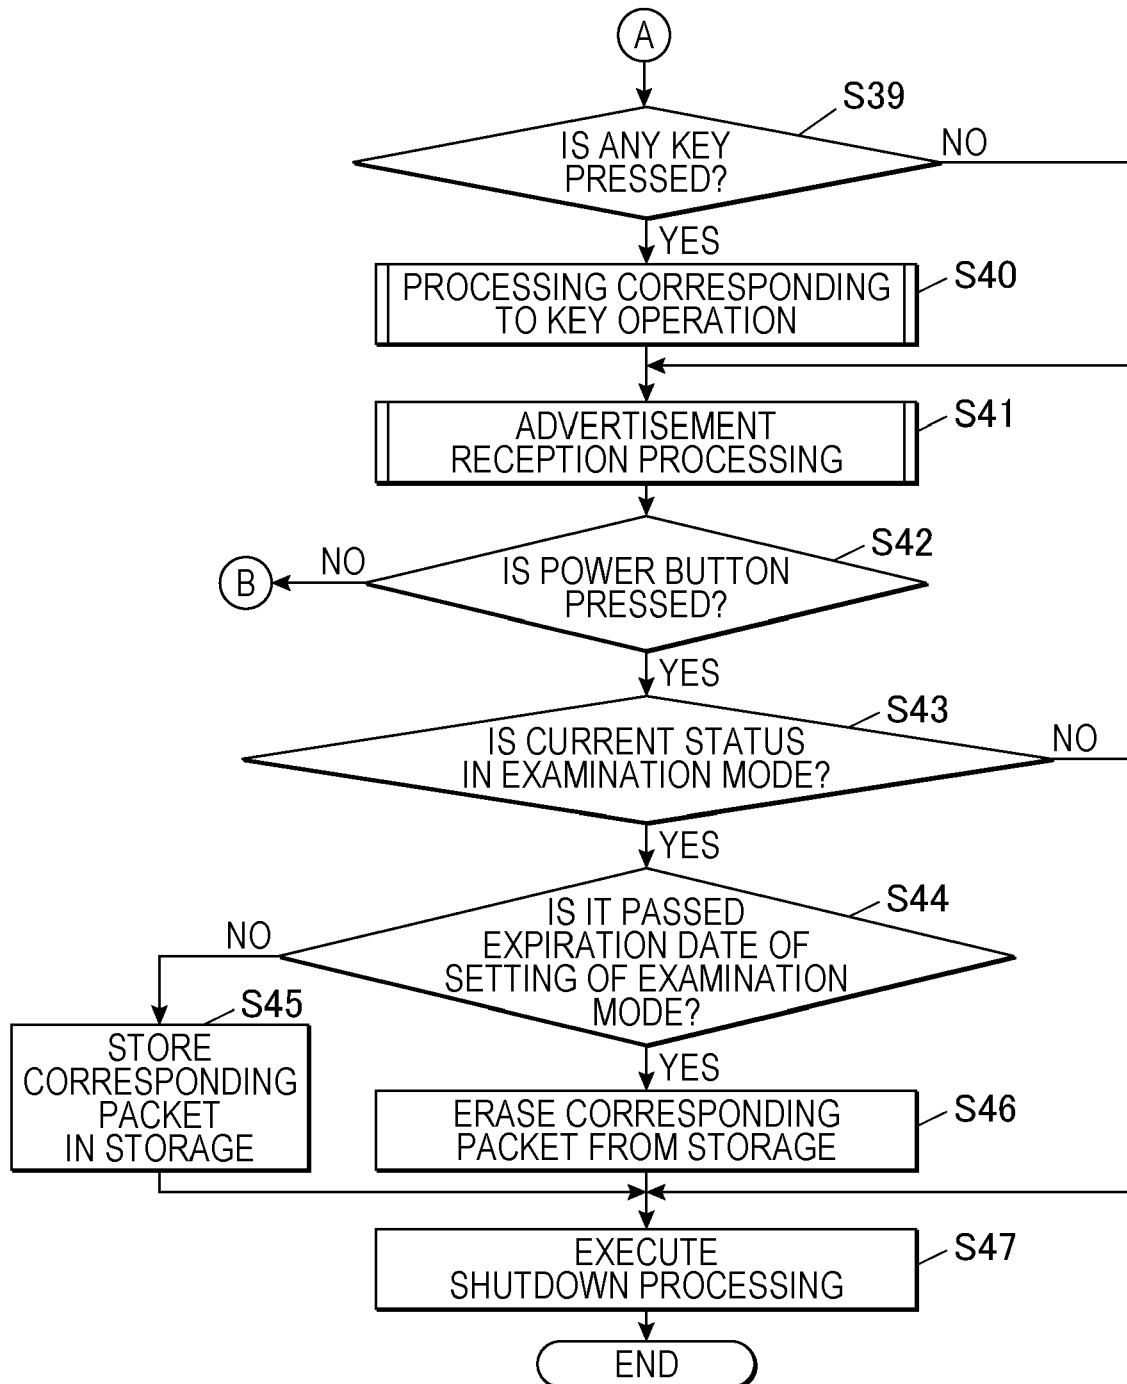 A
S39
IS ANY KEY
PRESSED?
NO
YES
PROCESSING CORRESPONDING
TO KEY OPERATION
S40
ADVERTISEMENT
RECEPTION PROCESSING
S41
S42
B
NO
IS POWER BUTTON
PRESSED?
YES
S43
IS CURRENT STATUS
IN EXAMINATION MODE?
NO
YES
S44
IS IT PASSED
EXPIRATION DATE OF
SETTING OF EXAMINATION
MODE?
NO
S45
STORE
CORRESPONDING
PACKET
IN STORAGE
YES
ERASE CORRESPONDING
PACKET FROM STORAGE
S46
EXECUTE
SHUTDOWN PROCESSING
S47
END